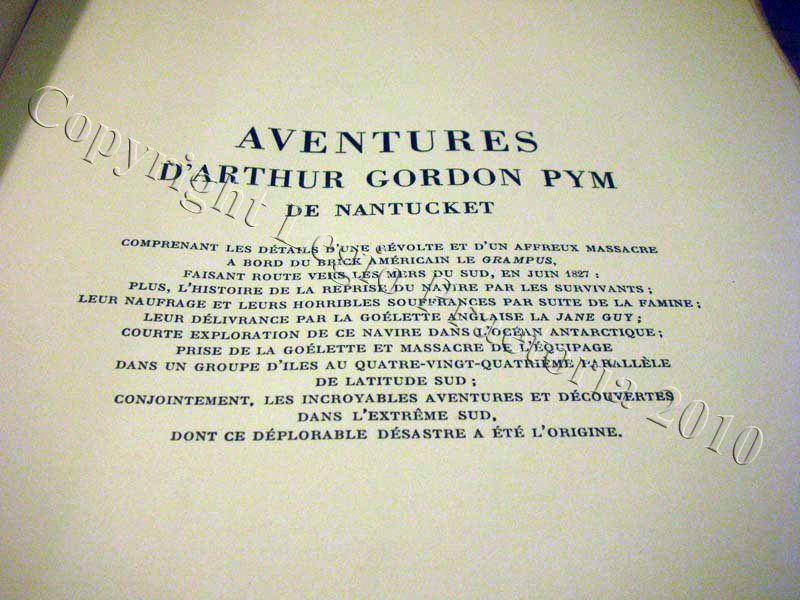 AVENTURES
D'ARTHUR GORDON PYM
DE NANTUCKET
COMPRENANT LES DÉTAILS D'UNE RÉVOLTE ET D'UN AFFREUX MASSACRE
A BORD DU BRICK AMÉRICAIN LE GRAMPUS,
FAISANT ROUTE VERS LES MERS DU SUD, EN JUIN 1827 ;
PLUS, L'HISTOIRE DE LA REPRISE DU NAVIRE PAR LES SURVIVANTS ;
LEUR NAUFRAGE ET LEURS HORRIBLES SOUFFRANCES PAR SUITE DE LA FAMINE ;
LEUR DÉLIVRANCE PAR LA GOÉLETTE ANGLAISE LA JANE GUY ;
COURTE EXPLORATION DE CE NAVIRE DANS L'OCÉAN ANTARCTIQUE ;
PRISE DE LA GOÉLETTE ET MASSACRE DE L'ÉQUIPAGE
DANS UN GROUPE D'ILES AU QUATRE-VINGT-QUATRIÈME PARALLÈLE
DE LATITUDE SUD ;
CONJOINTEMENT, LES INCROYABLES AVENTURES ET DÉCOUVERTES
DANS L'EXTRÊME SUD,
DONT CE DÉPLORABLE DÉSASTRE A ÉTÉ L'ORIGINE.
Copyright 2010